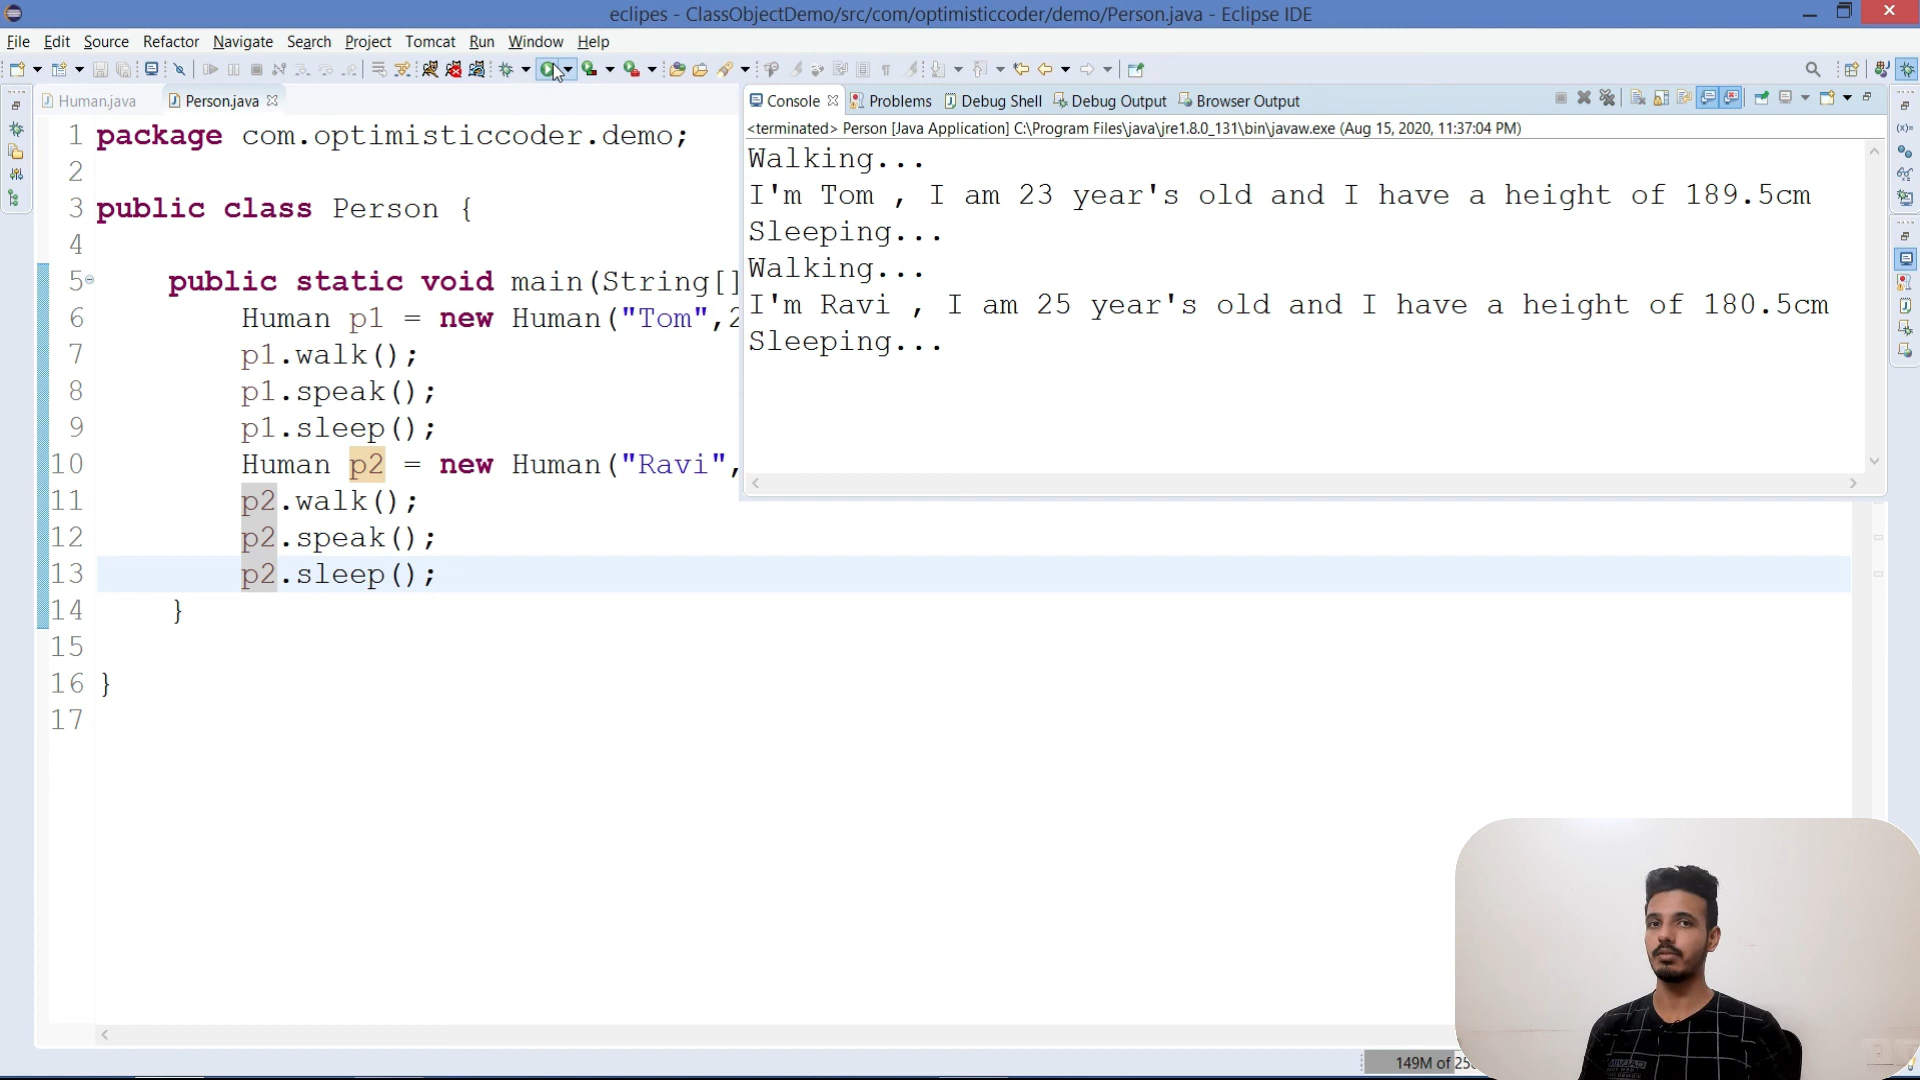 eclipes - ClassObjectDemo/src/com/optimisticcoder/demo/Person.java - Eclipse IDE
File Edit Source Refactor Navigate Search Project Tomcat Run Window Help
Human.java Person.java
Console Problems Debug Shell Debug Output Browser Output
<terminated> Person [Java Application] C:\Program Files\java\jre1.8.0_131\bin\javaw.exe (Aug 15, 2020, 11:37:04 PM)
Walking...
I'm Tom , I am 23 year's old and I have a height of 189.5cm
Sleeping...
Walking...
I'm Ravi , I am 25 year's old and I have a height of 180.5cm
Sleeping...
1 package com.optimisticcoder.demo;
2
3 public class Person {
4
5 public static void main(String[]
6 Human p1 = new Human("Tom",2
7 p1.walk();
8 p1.speak();
9 p1.sleep();
10 Human p2 = new Human("Ravi",
11 p2.walk();
12 p2.speak();
13 p2.sleep();
14 }
15
16 }
17
149M of 25